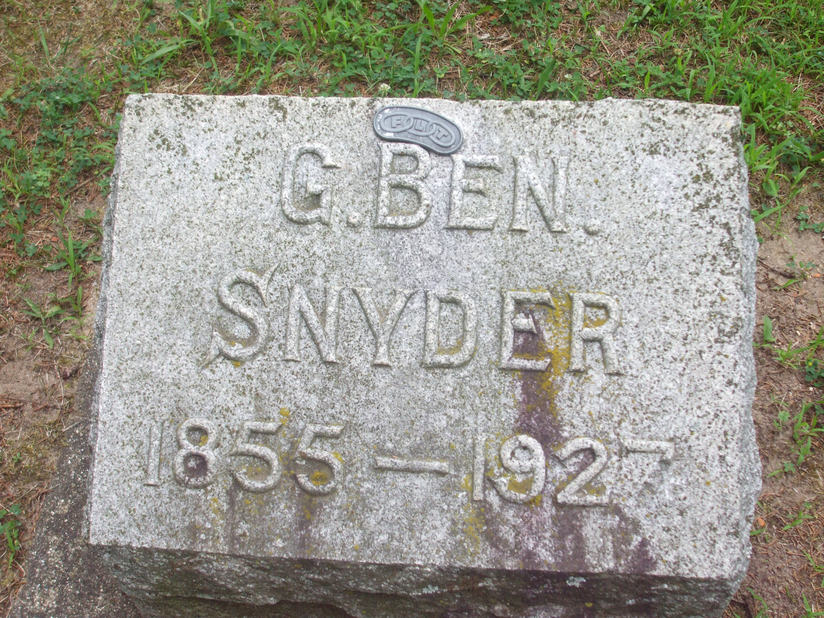 G. BEN.
SNYDER
1855 — 1927